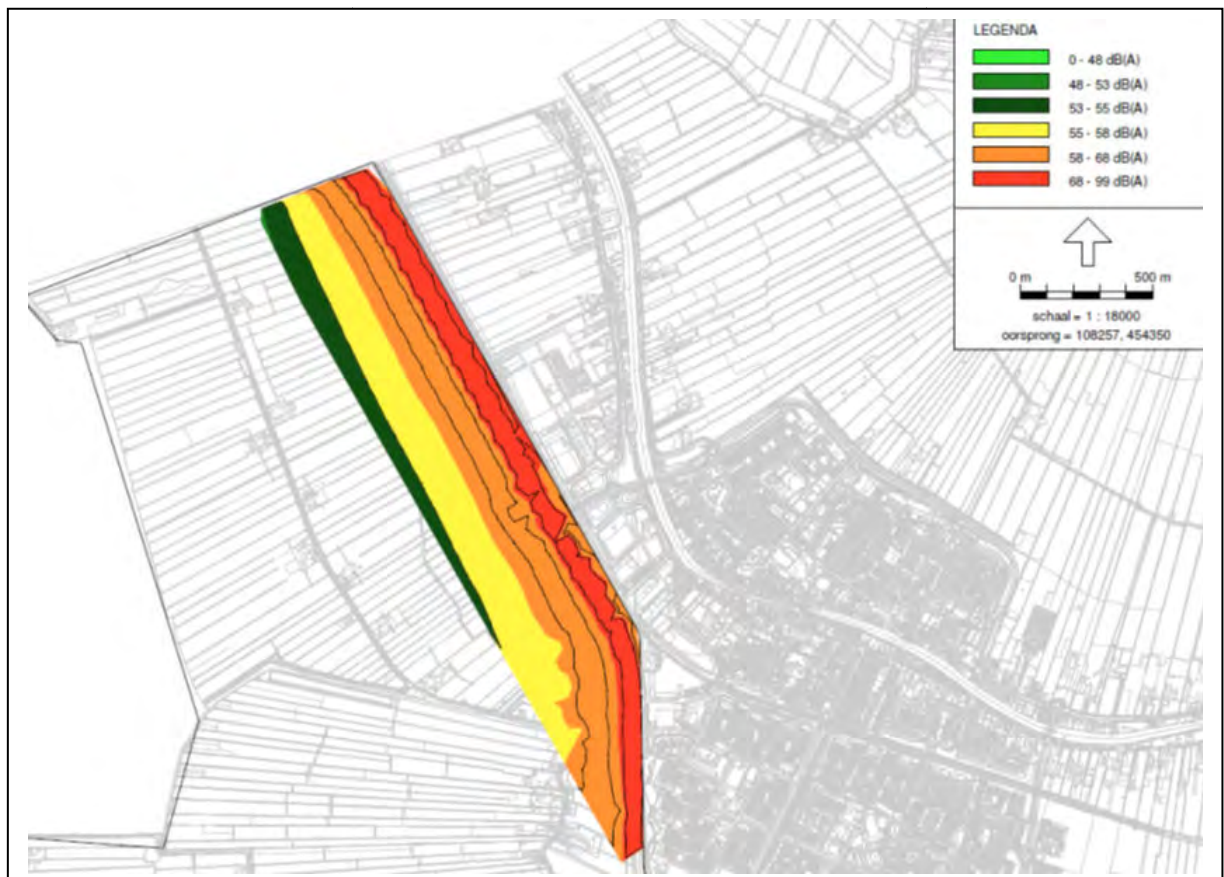 LEGENDA
0 - 48 dB(A)
48 - 53 dB(A)
53 - 55 dB(A)
55 - 58 dB(A)
58 - 68 dB(A)
68 - 99 dB(A)
0 m 500 m
schaal = 1 : 18000
oorsprong = 108257, 454350